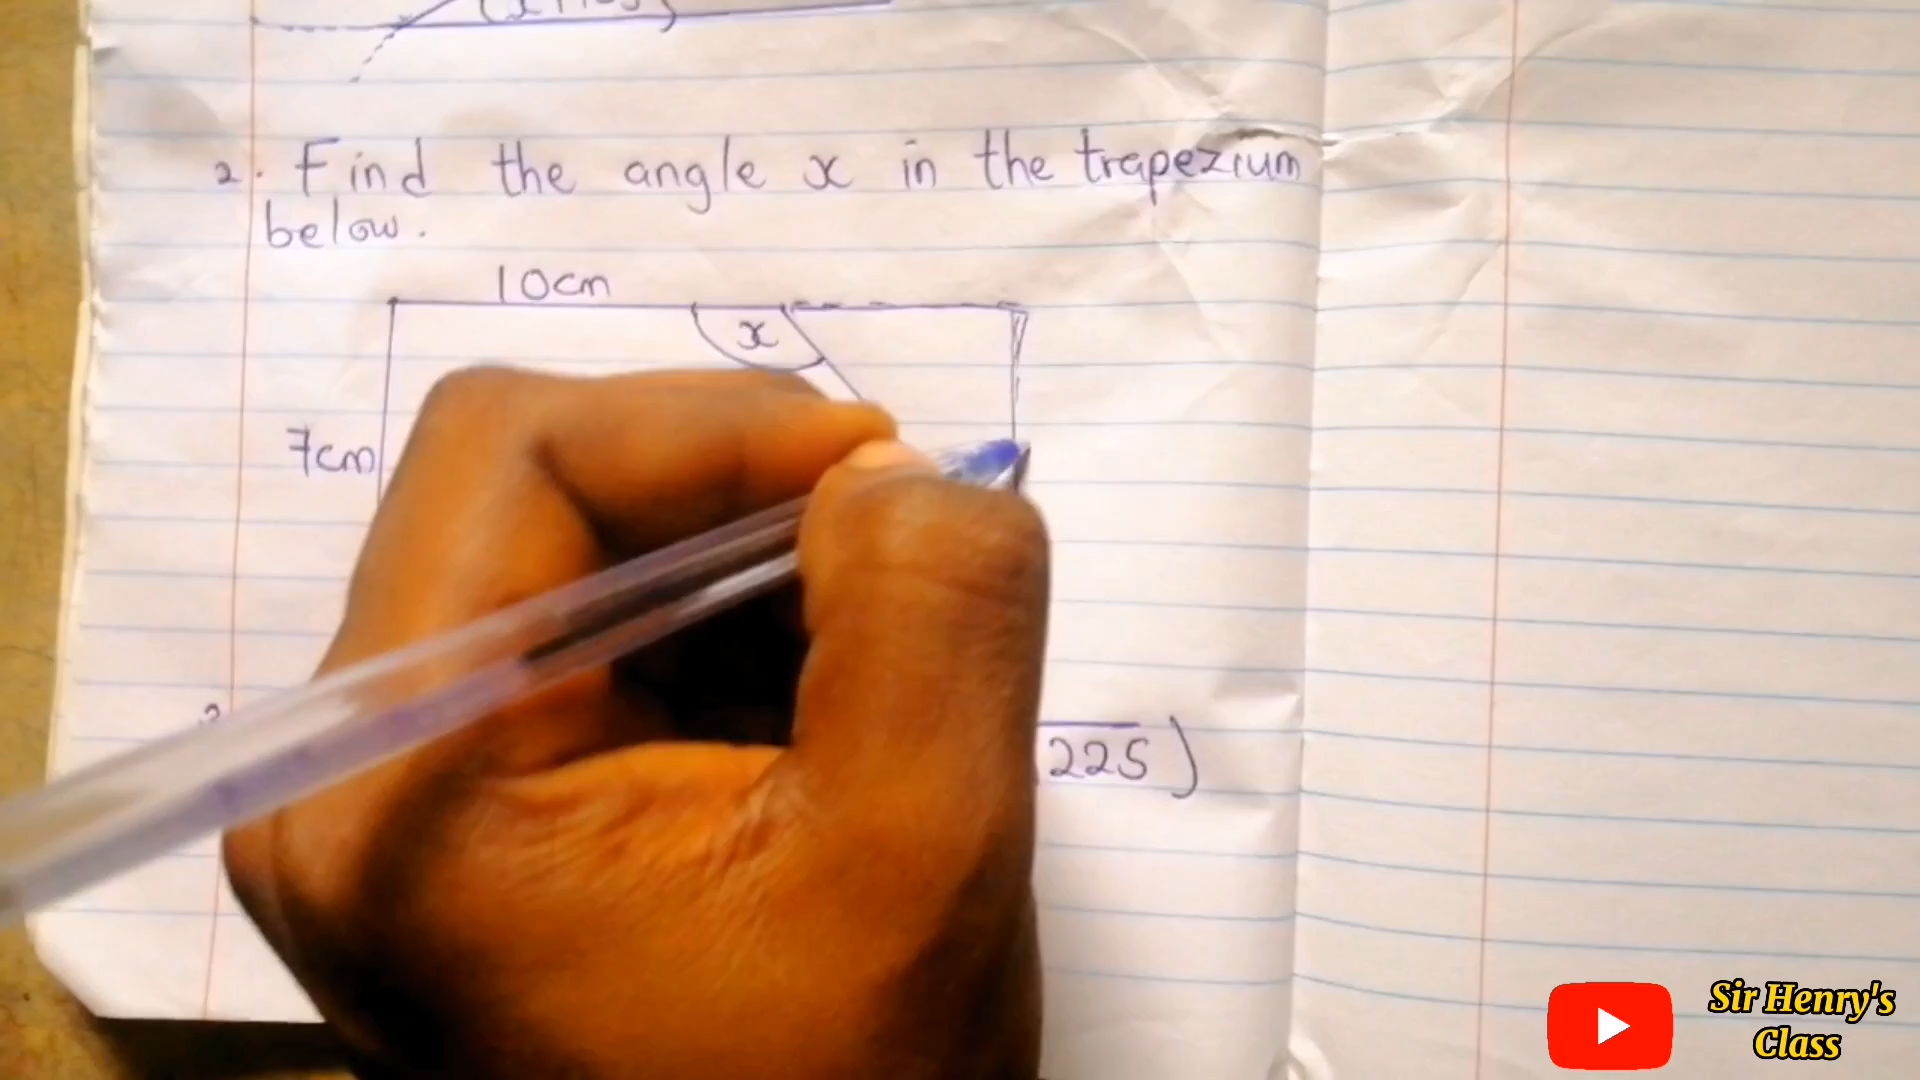 2. Find the angle x in the trapezium
below.
10cm
x
7cm
225)
Sir Henry's
Class